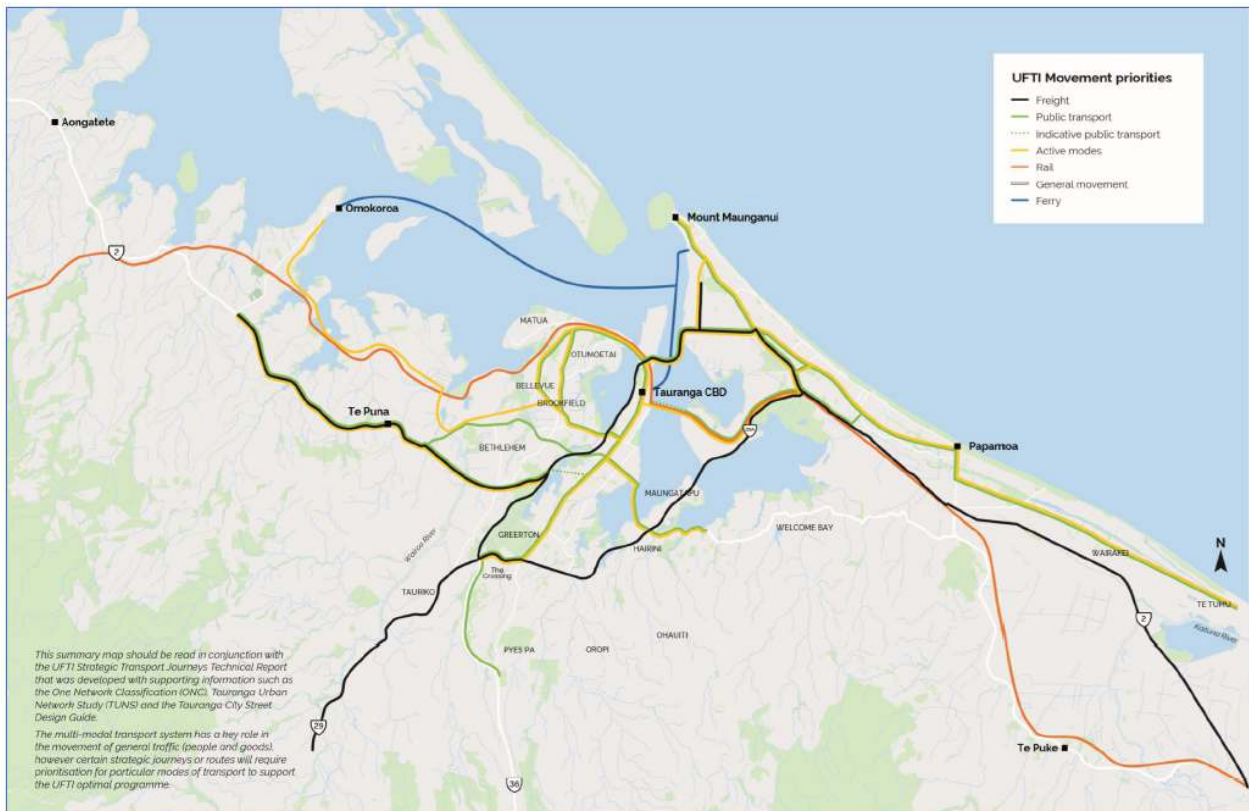 UFTI Movement priorities
Freight
Public transport
Indicative public transport
Active modes
Rail
General movement
Ferry
Aongatete
Omokoroa
Mount Maunganui
2
MATUA
OTUMOETAI
BELLEVUE
BROOKFIELD
Tauranga CBD
Te Puna
BETHLEHEM
29A
Papamoa
MAUNGATAPU
WELCOME BAY
GREERTON
HAIRINI
Wairoa River
WAIRAKEI
N
The
Crossing
TAURIKO
TE TUMU
Kaituna River
2
OHAUITI
PYES PA
OROPI
This summary map should be read in conjunction with
the UFTI Strategic Transport Journeys Technical Report
that was developed with supporting information such as
the One Network Classification (ONC), Tauranga Urban
Network Study (TUNS) and the Tauranga City Street
Design Guide.
The multi-modal transport system has a key role in
the movement of general traffic (people and goods),
however certain strategic journeys or routes will require
prioritisation for particular modes of transport to support
the UFTI optimal programme.
29
Te Puke
36